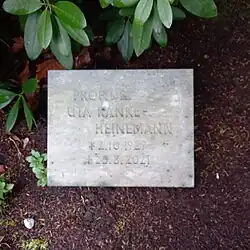 PROF. DR.
UTA RANKE-
HEINEMANN
* 2.10.1927
25.3.2021